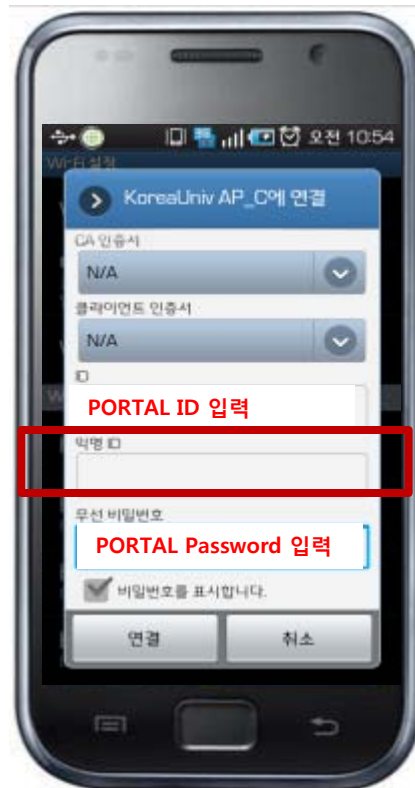 오전 10:54
Wi-Fi 설정
KoreaUniv AP_C에 연결
CA 인증서
N/A
클라이언트 인증서
N/A
ID
PORTAL ID 입력
익명 ID
무선 비밀번호
PORTAL Password 입력
비밀번호를 표시합니다.
연결
취소